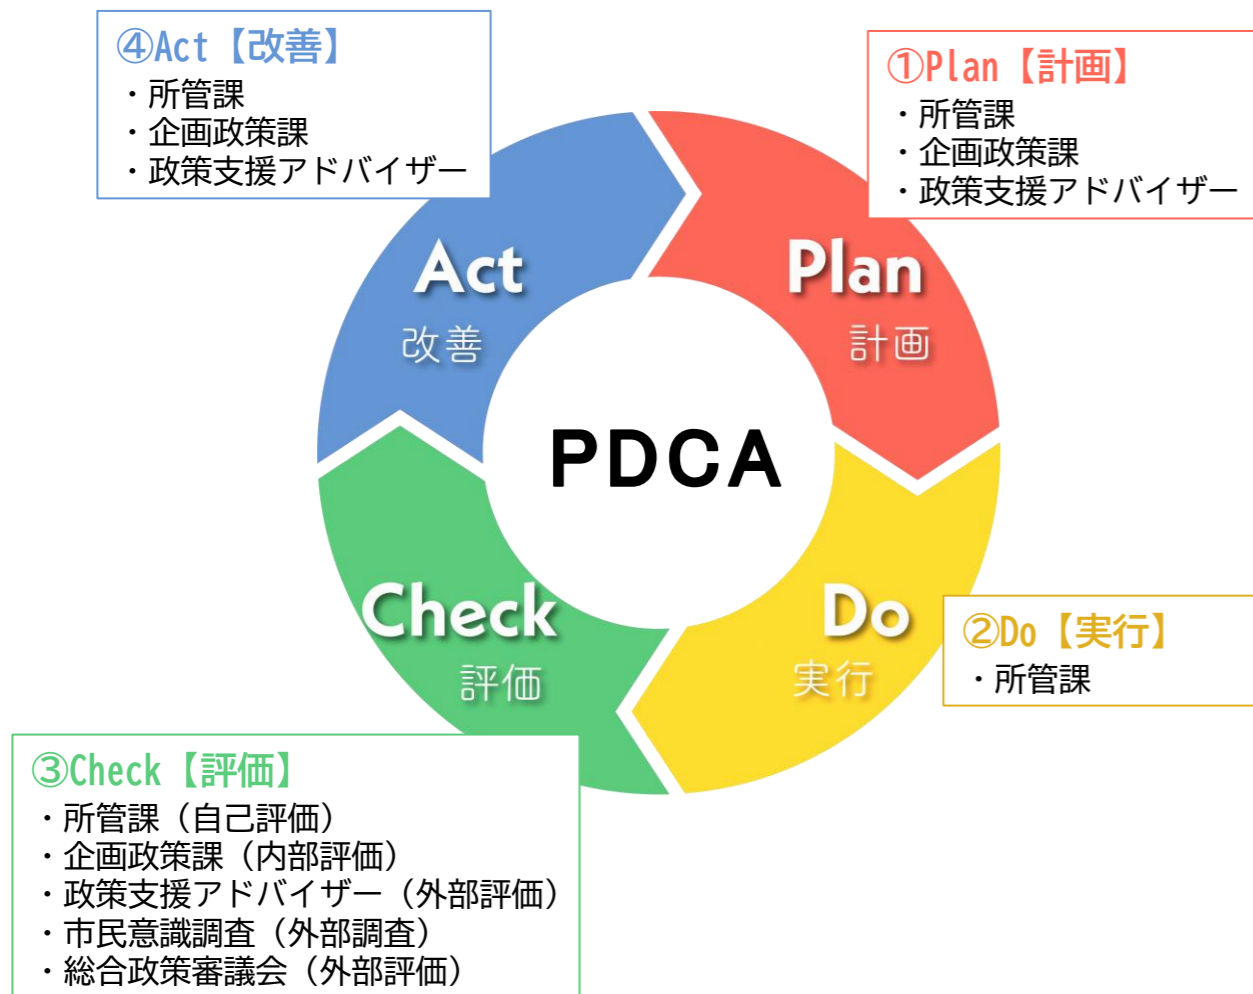 ④Act【改善】
・所管課
・企画政策課
・政策支援アドバイザー
①Plan【計画】
・所管課
・企画政策課
・政策支援アドバイザー
Act
改善
Plan
計画
PDCA
Check
評価
Do
実行
②Do【実行】
・所管課
③Check【評価】
・所管課（自己評価）
・企画政策課（内部評価）
・政策支援アドバイザー（外部評価）
・市民意識調査（外部調査）
・総合政策審議会（外部評価）